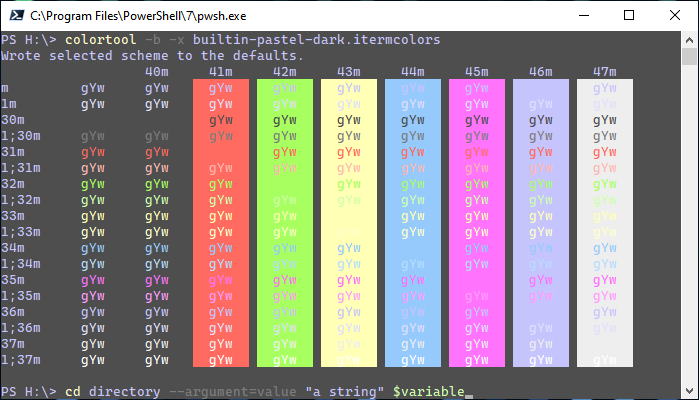 C:\Program Files\PowerShell\7\pwsh.exe
PS H:\> colortool -b -x builtin-pastel-dark.itermcolors
Wrote selected scheme to the defaults.
40m 41m 42m 43m 44m 45m 46m 47m
m gYw gYw gYw gYw gYw gYw gYw gYw
1m gYw gYw gYw gYw gYw gYw gYw gYw gYw
30m gYw gYw gYw gYw gYw gYw gYw
1;30m gYw gYw gYw gYw gYw gYw gYw gYw gYw
31m gYw gYw gYw gYw gYw gYw gYw gYw
1;31m gYw gYw gYw gYw gYw gYw gYw gYw gYw
32m gYw gYw gYw gYw gYw gYw gYw gYw
1;32m gYw gYw gYw gYw gYw gYw gYw gYw gYw
33m gYw gYw gYw gYw gYw gYw gYw gYw
1;33m gYw gYw gYw gYw gYw gYw gYw gYw
34m gYw gYw gYw gYw gYw gYw gYw gYw
1;34m gYw gYw gYw gYw gYw gYw gYw gYw gYw
35m gYw gYw gYw gYw gYw gYw gYw gYw
1;35m gYw gYw gYw gYw gYw gYw gYw gYw gYw
36m gYw gYw gYw gYw gYw gYw gYw gYw
1;36m gYw gYw gYw gYw gYw gYw gYw gYw gYw
37m gYw gYw gYw gYw gYw gYw gYw gYw
1;37m gYw gYw gYw gYw gYw gYw gYw gYw gYw
PS H:\> cd directory --argument=value "a string" $variable